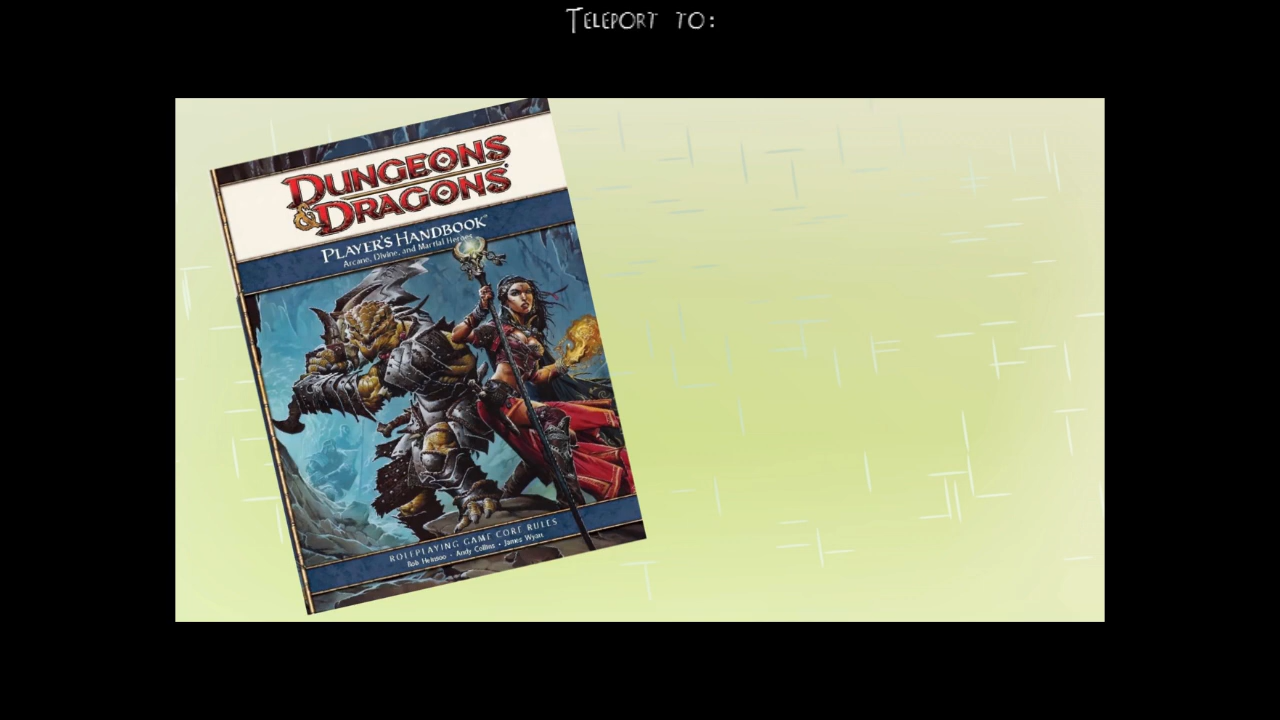 TELEPORT TO:
DUNGEONS
& DRAGONS
PLAYER'S HANDBOOK
Arcane, Divine, and Martial Heroes
ROLEPLAYING GAME CORE RULES
Rob Heinsoo • Andy Collins • James Wyatt